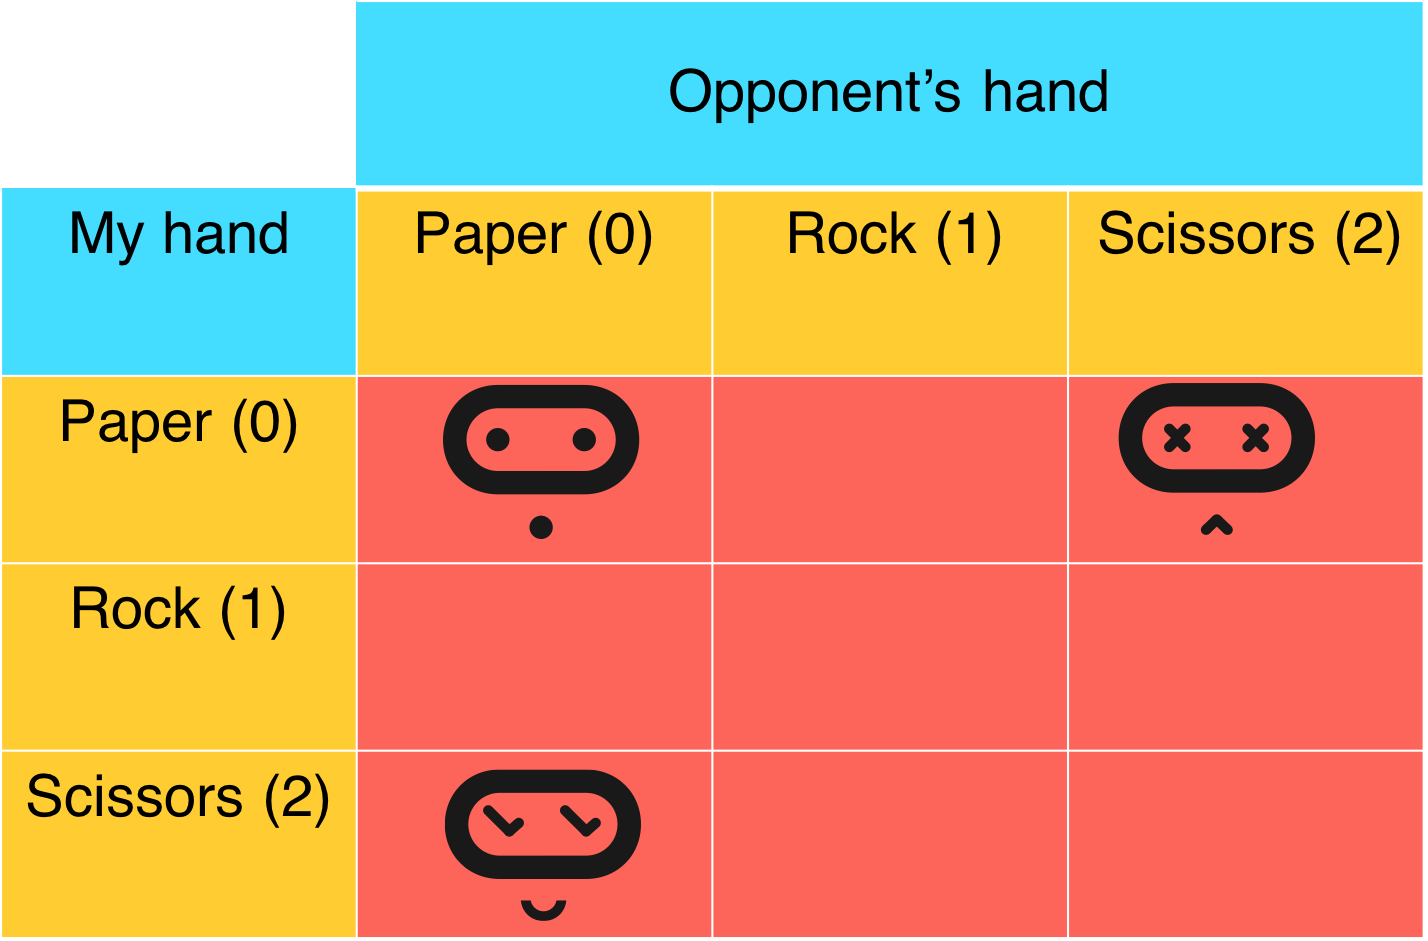 Opponent’s hand
My hand
Paper (0)
Rock (1)
Scissors (2)
Paper (0)
Rock (1)
Scissors (2)